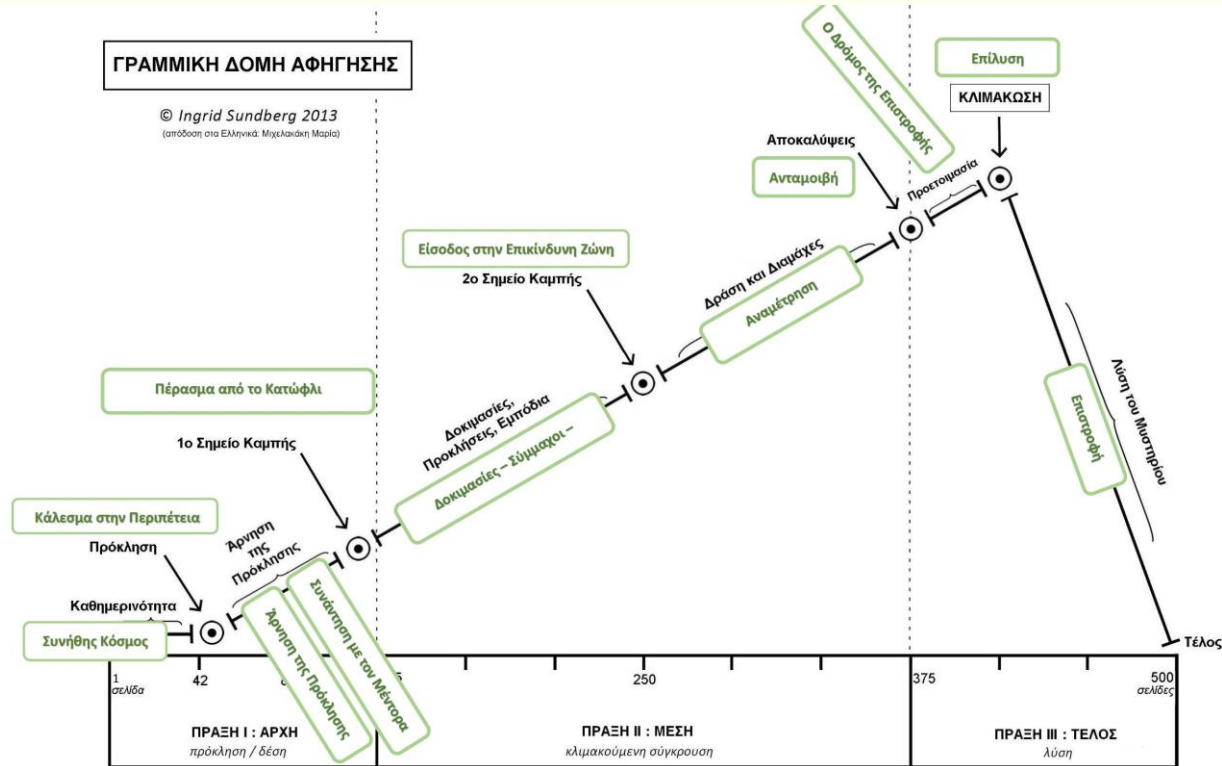 ΓΡΑΜΜΙΚΗ ΔΟΜΗ ΑΦΗΓΗΣΗΣ
© Ingrid Sundberg 2013
(απόδοση στα Ελληνικά: Μιχελακάκη Μαρία)
Ο Δρόμος της Επιστροφής
Επίλυση
ΚΛΙΜΑΚΩΣΗ
Αποκαλύψεις
Ανταμοιβή
Προετοιμασία
Είσοδος στην Επικίνδυνη Ζώνη
2ο Σημείο Καμπής
Δράση και Διαμάχες
Αναμέτρηση
Πέρασμα από το Κατώφλι
1ο Σημείο Καμπής
Δοκιμασίες,
Προκλήσεις, Εμπόδια
Δοκιμασίες – Σύμμαχοι –
Λύση του Μυστηρίου
Επιστροφή
Κάλεσμα στην Περιπέτεια
Πρόκληση
Άρνηση
της
Πρόκλησης
Καθημερινότητα
Συνήθης Κόσμος
Άρνηση της Πρόκλησης
Συνάντηση με τον Μέντορα
Τέλος
1
σελίδα
42
250
375
500
σελίδες
ΠΡΑΞΗ Ι : ΑΡΧΗ
πρόκληση / δέση
ΠΡΑΞΗ ΙΙ : ΜΕΣΗ
κλιμακούμενη σύγκρουση
ΠΡΑΞΗ ΙΙΙ : ΤΕΛΟΣ
λύση